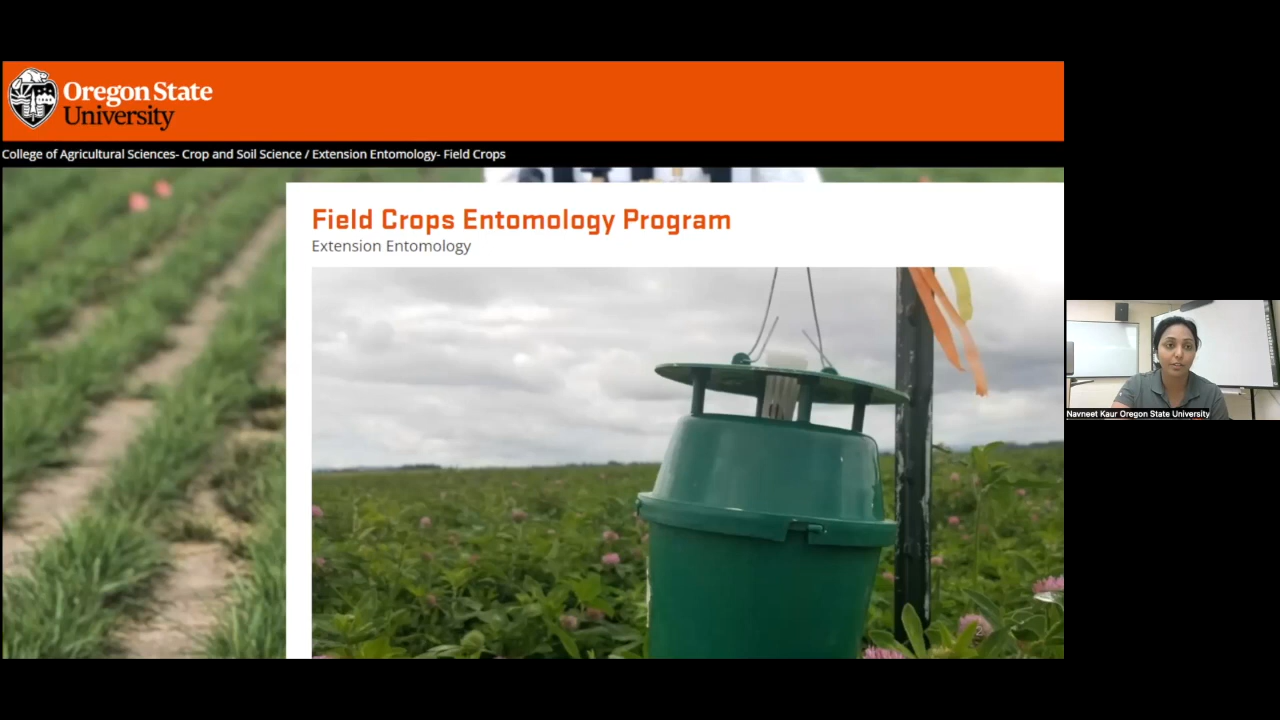 Oregon State
University
College of Agricultural Sciences- Crop and Soil Science / Extension Entomology- Field Crops
Field Crops Entomology Program
Extension Entomology
Navneet Kaur Oregon State University